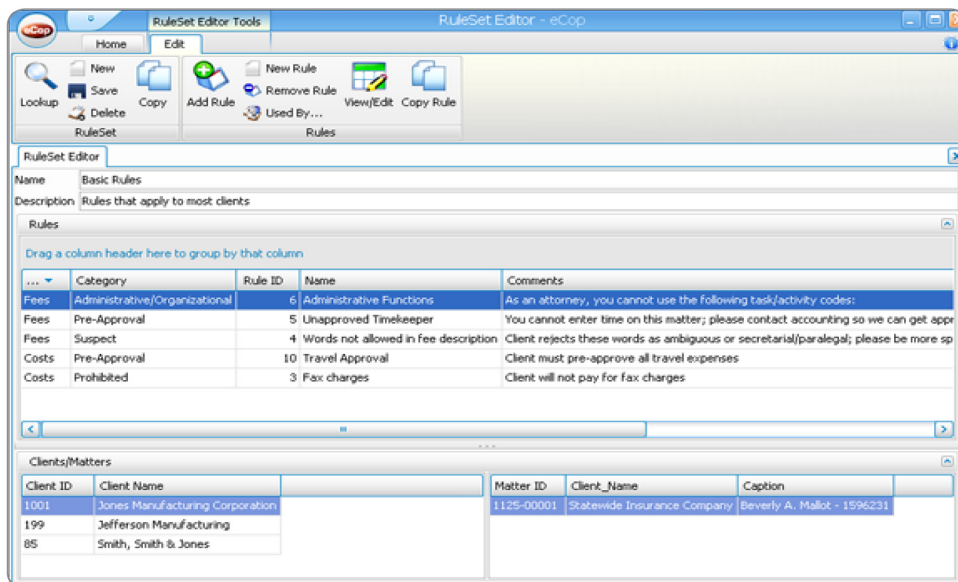 eCop
RuleSet Editor Tools
RuleSet Editor - eCop
Home
Edit
Lookup
New
Save
Delete
Copy
RuleSet
Add Rule
New Rule
Remove Rule
Used By...
View/Edit
Copy Rule
Rules
RuleSet Editor
Name Basic Rules
Description Rules that apply to most clients
Rules
Drag a column header here to group by that column
... Category Rule ID Name Comments
Fees Administrative/Organizational 6 Administrative Functions As an attorney, you cannot use the following task/activity codes:
Fees Pre-Approval 5 Unapproved Timekeeper You cannot enter time on this matter; please contact accounting so we can get appr
Fees Suspect 4 Words not allowed in fee description Client rejects these words as ambiguous or secretarial/paralegal; please be more sp
Costs Pre-Approval 10 Travel Approval Client must pre-approve all travel expenses
Costs Prohibited 3 Fax charges Client will not pay for fax charges
Clients/Matters
Client ID Client Name
1001 Jones Manufacturing Corporation
199 Jefferson Manufacturing
85 Smith, Smith & Jones
Matter ID Client_Name Caption
1125-00001 Statewide Insurance Company Beverly A. Mallot - 1596231